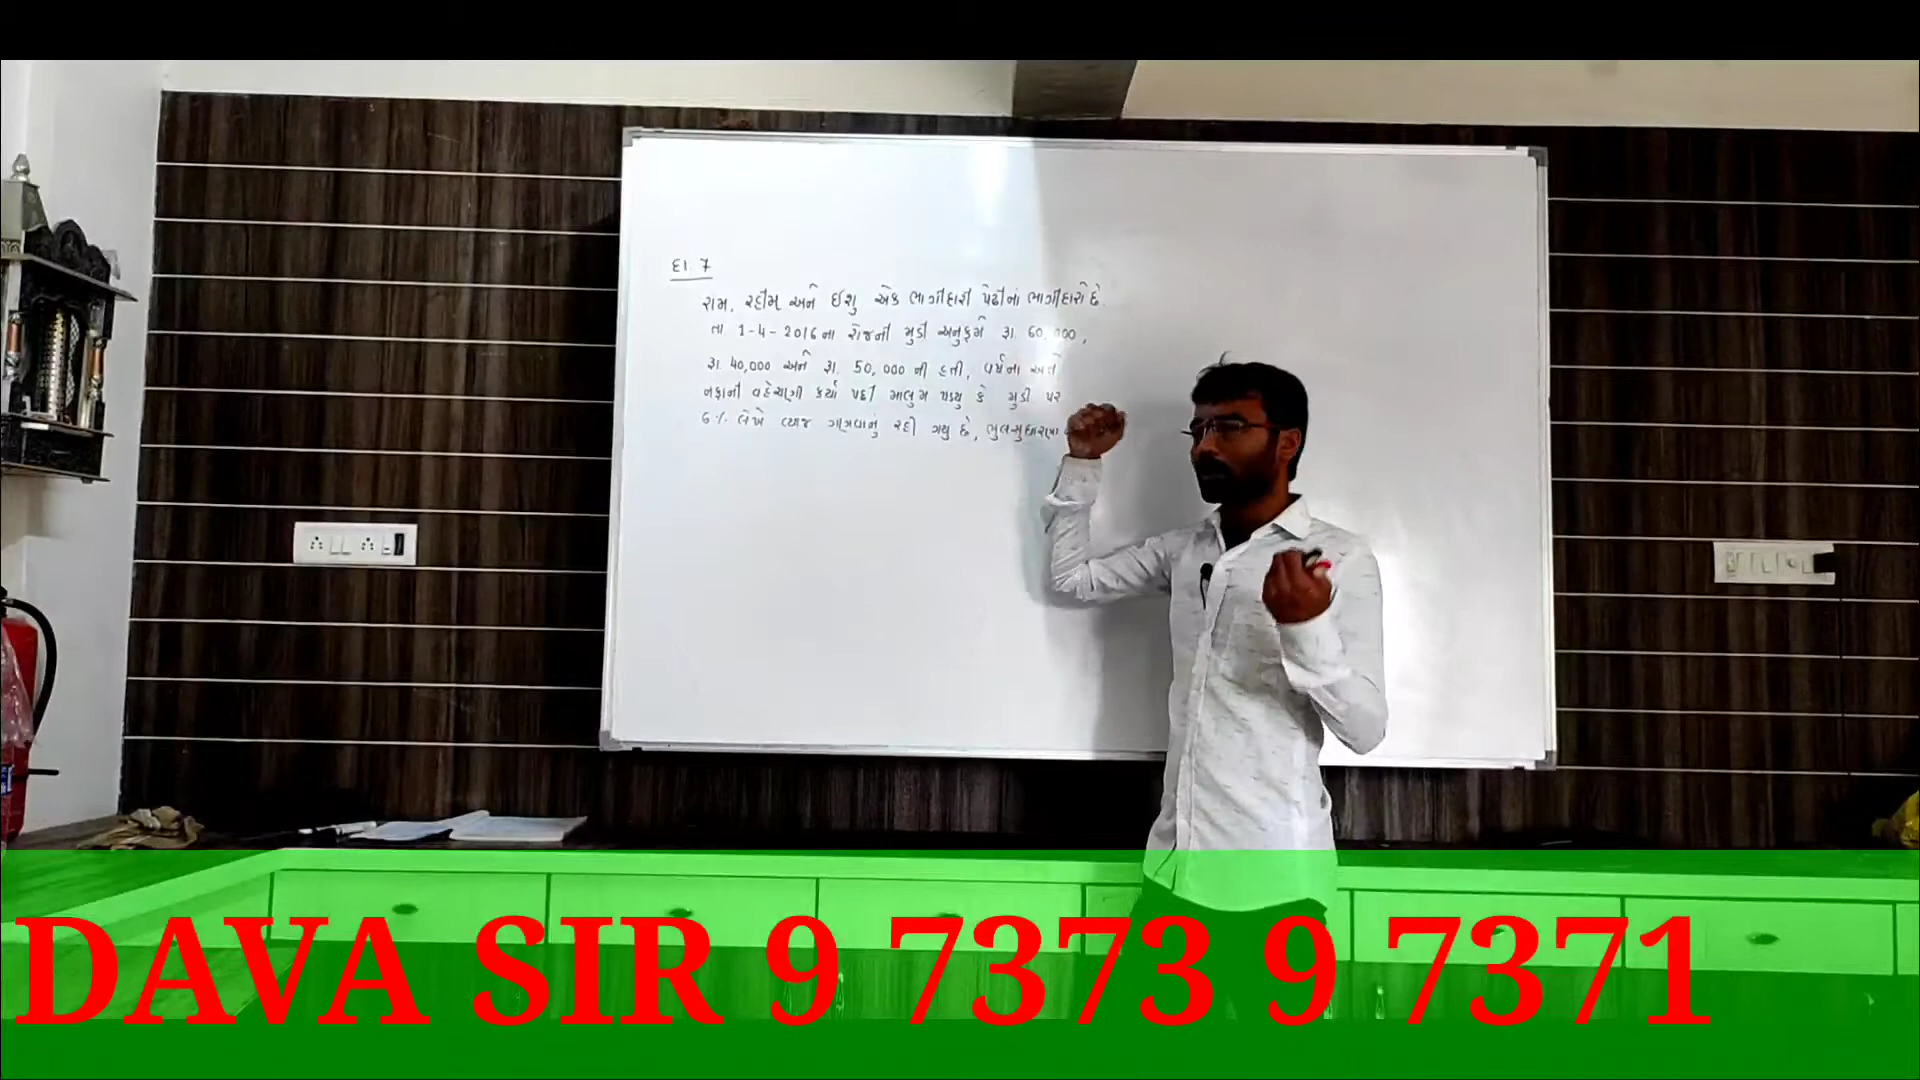 દા. 7
રામ, રહીમ અને ઈશુ એક ભાગીદારી પેઢીનાં ભાગીદારો છે.
તા 1-4-2016 ના રોજની મુડી અનુક્રમે રૂા. 60,000,
રૂા. 40,000 અને રૂા. 50,000 ની હતી, વર્ષના અંતે
નફાની વહેંચણી કર્યા પછી માલુમ પડ્યુ કે મુડી પર
6% લેખે વ્યાજ ગણવાનું રહી ગયુ છે, ભુલસુધારણા
DAVA SIR 9 7373 9 7371